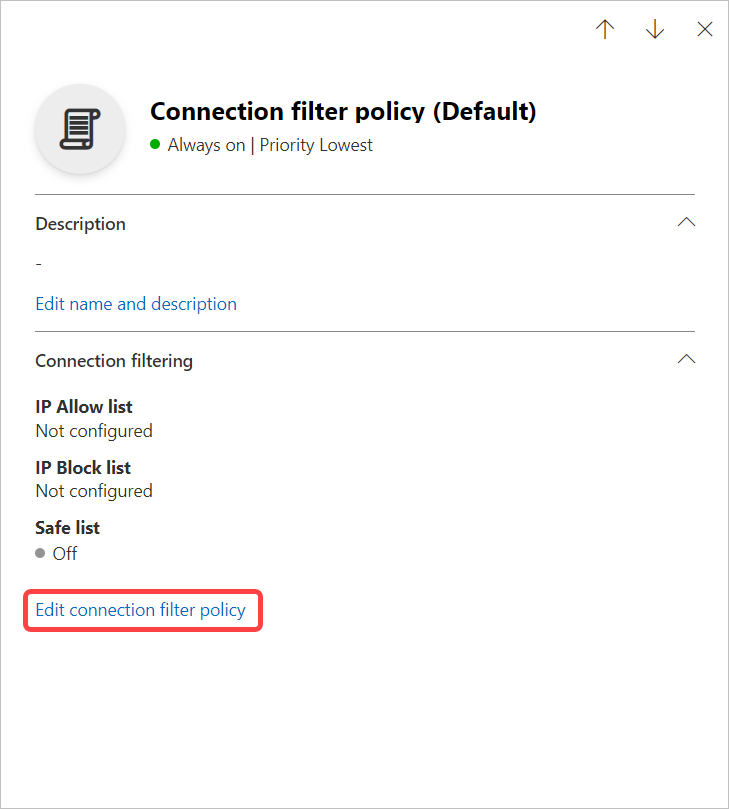 Connection filter policy (Default)
Always on | Priority Lowest
Description
-
Edit name and description
Connection filtering
IP Allow list
Not configured
IP Block list
Not configured
Safe list
Off
Edit connection filter policy